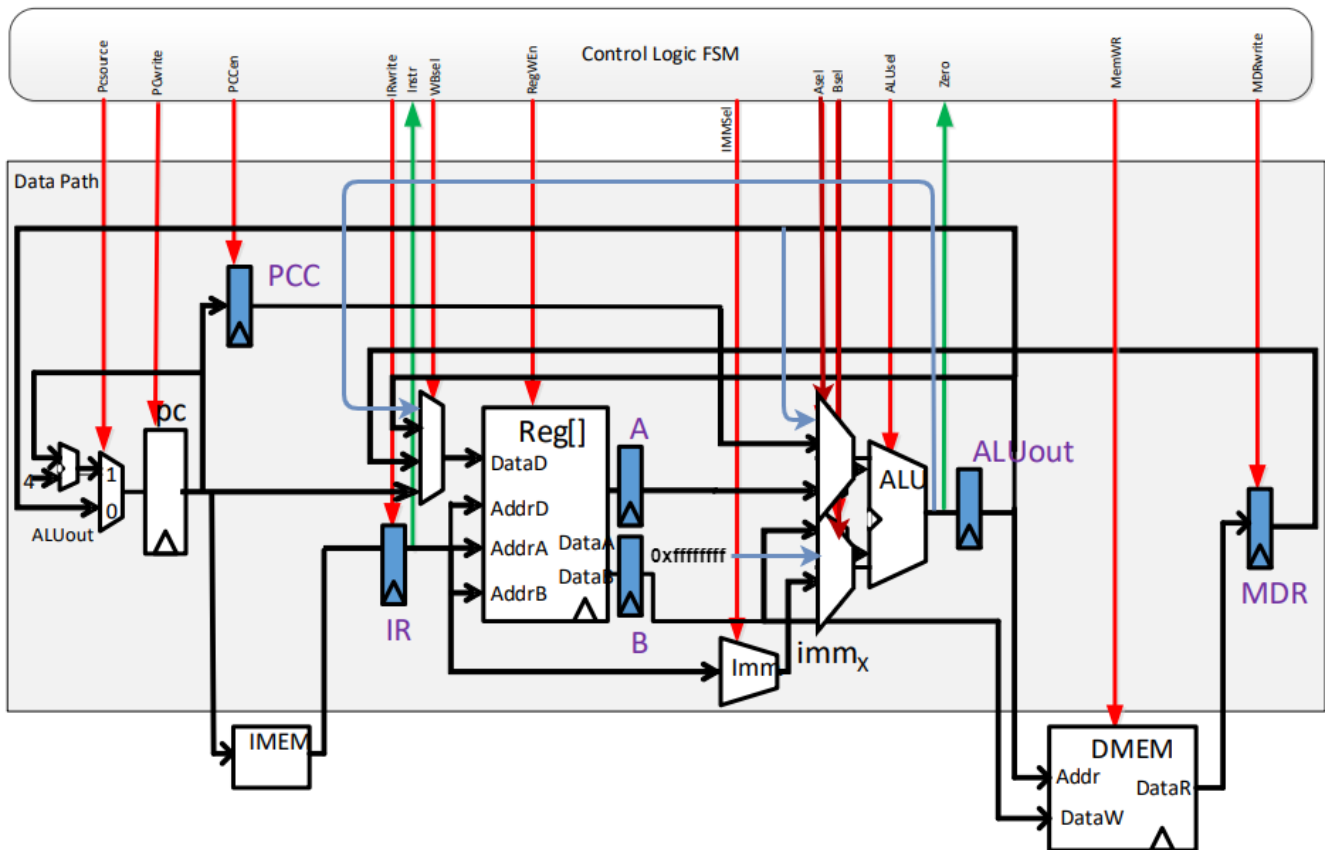 Control Logic FSM
Pcsource
PCwrite
PCCen
IRwrite
Instr
WBsel
RegWEn
IMMSel
Asel
Bsel
ALUsel
Zero
MemWR
MDRwrite
Data Path
PCC
pc
4
1
0
ALUout
Reg[]
DataD
AddrD
AddrA
AddrB
DataA
DataB
A
B
IR
0xffffffff
ALU
ALUout
MDR
Imm
immX
IMEM
DMEM
Addr
DataR
DataW